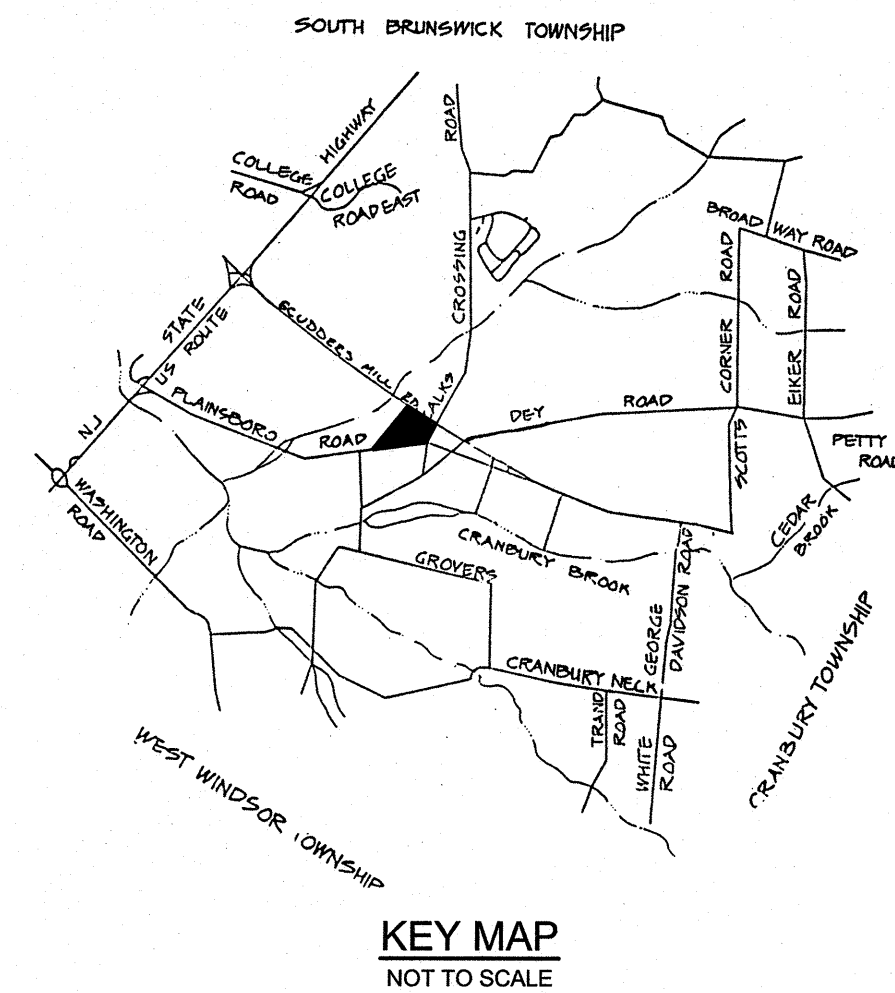 SOUTH BRUNSWICK TOWNSHIP
HIGHWAY
ROAD
COLLEGE
ROAD
COLLEGE
ROAD EAST
BROAD WAY ROAD
CROSSING
ROAD
ROAD
STATE
ROUTE
SCUDDERS MILL RD.
US
NJ
CORNER
EIKER
PLAINSBORO
ROAD
ALKS
DEY
ROAD
SCOTTS
PETTY
ROAD
WASHINGTON
ROAD
CEDAR
BROOK
CRANBURY BROOK
GROVERS
GEORGE
DAVIDSON ROAD
CRANBURY NECK
TRAND
ROAD
WHITE
ROAD
CRANBURY TOWNSHIP
WEST WINDSOR TOWNSHIP
KEY MAP
NOT TO SCALE